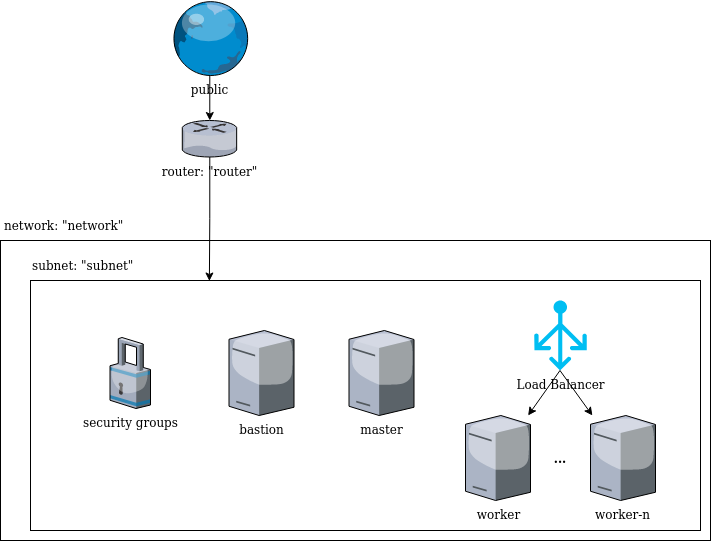 public
router: "router"
network: "network"
subnet: "subnet"
Load Balancer
security groups
bastion
master
...
worker
worker-n